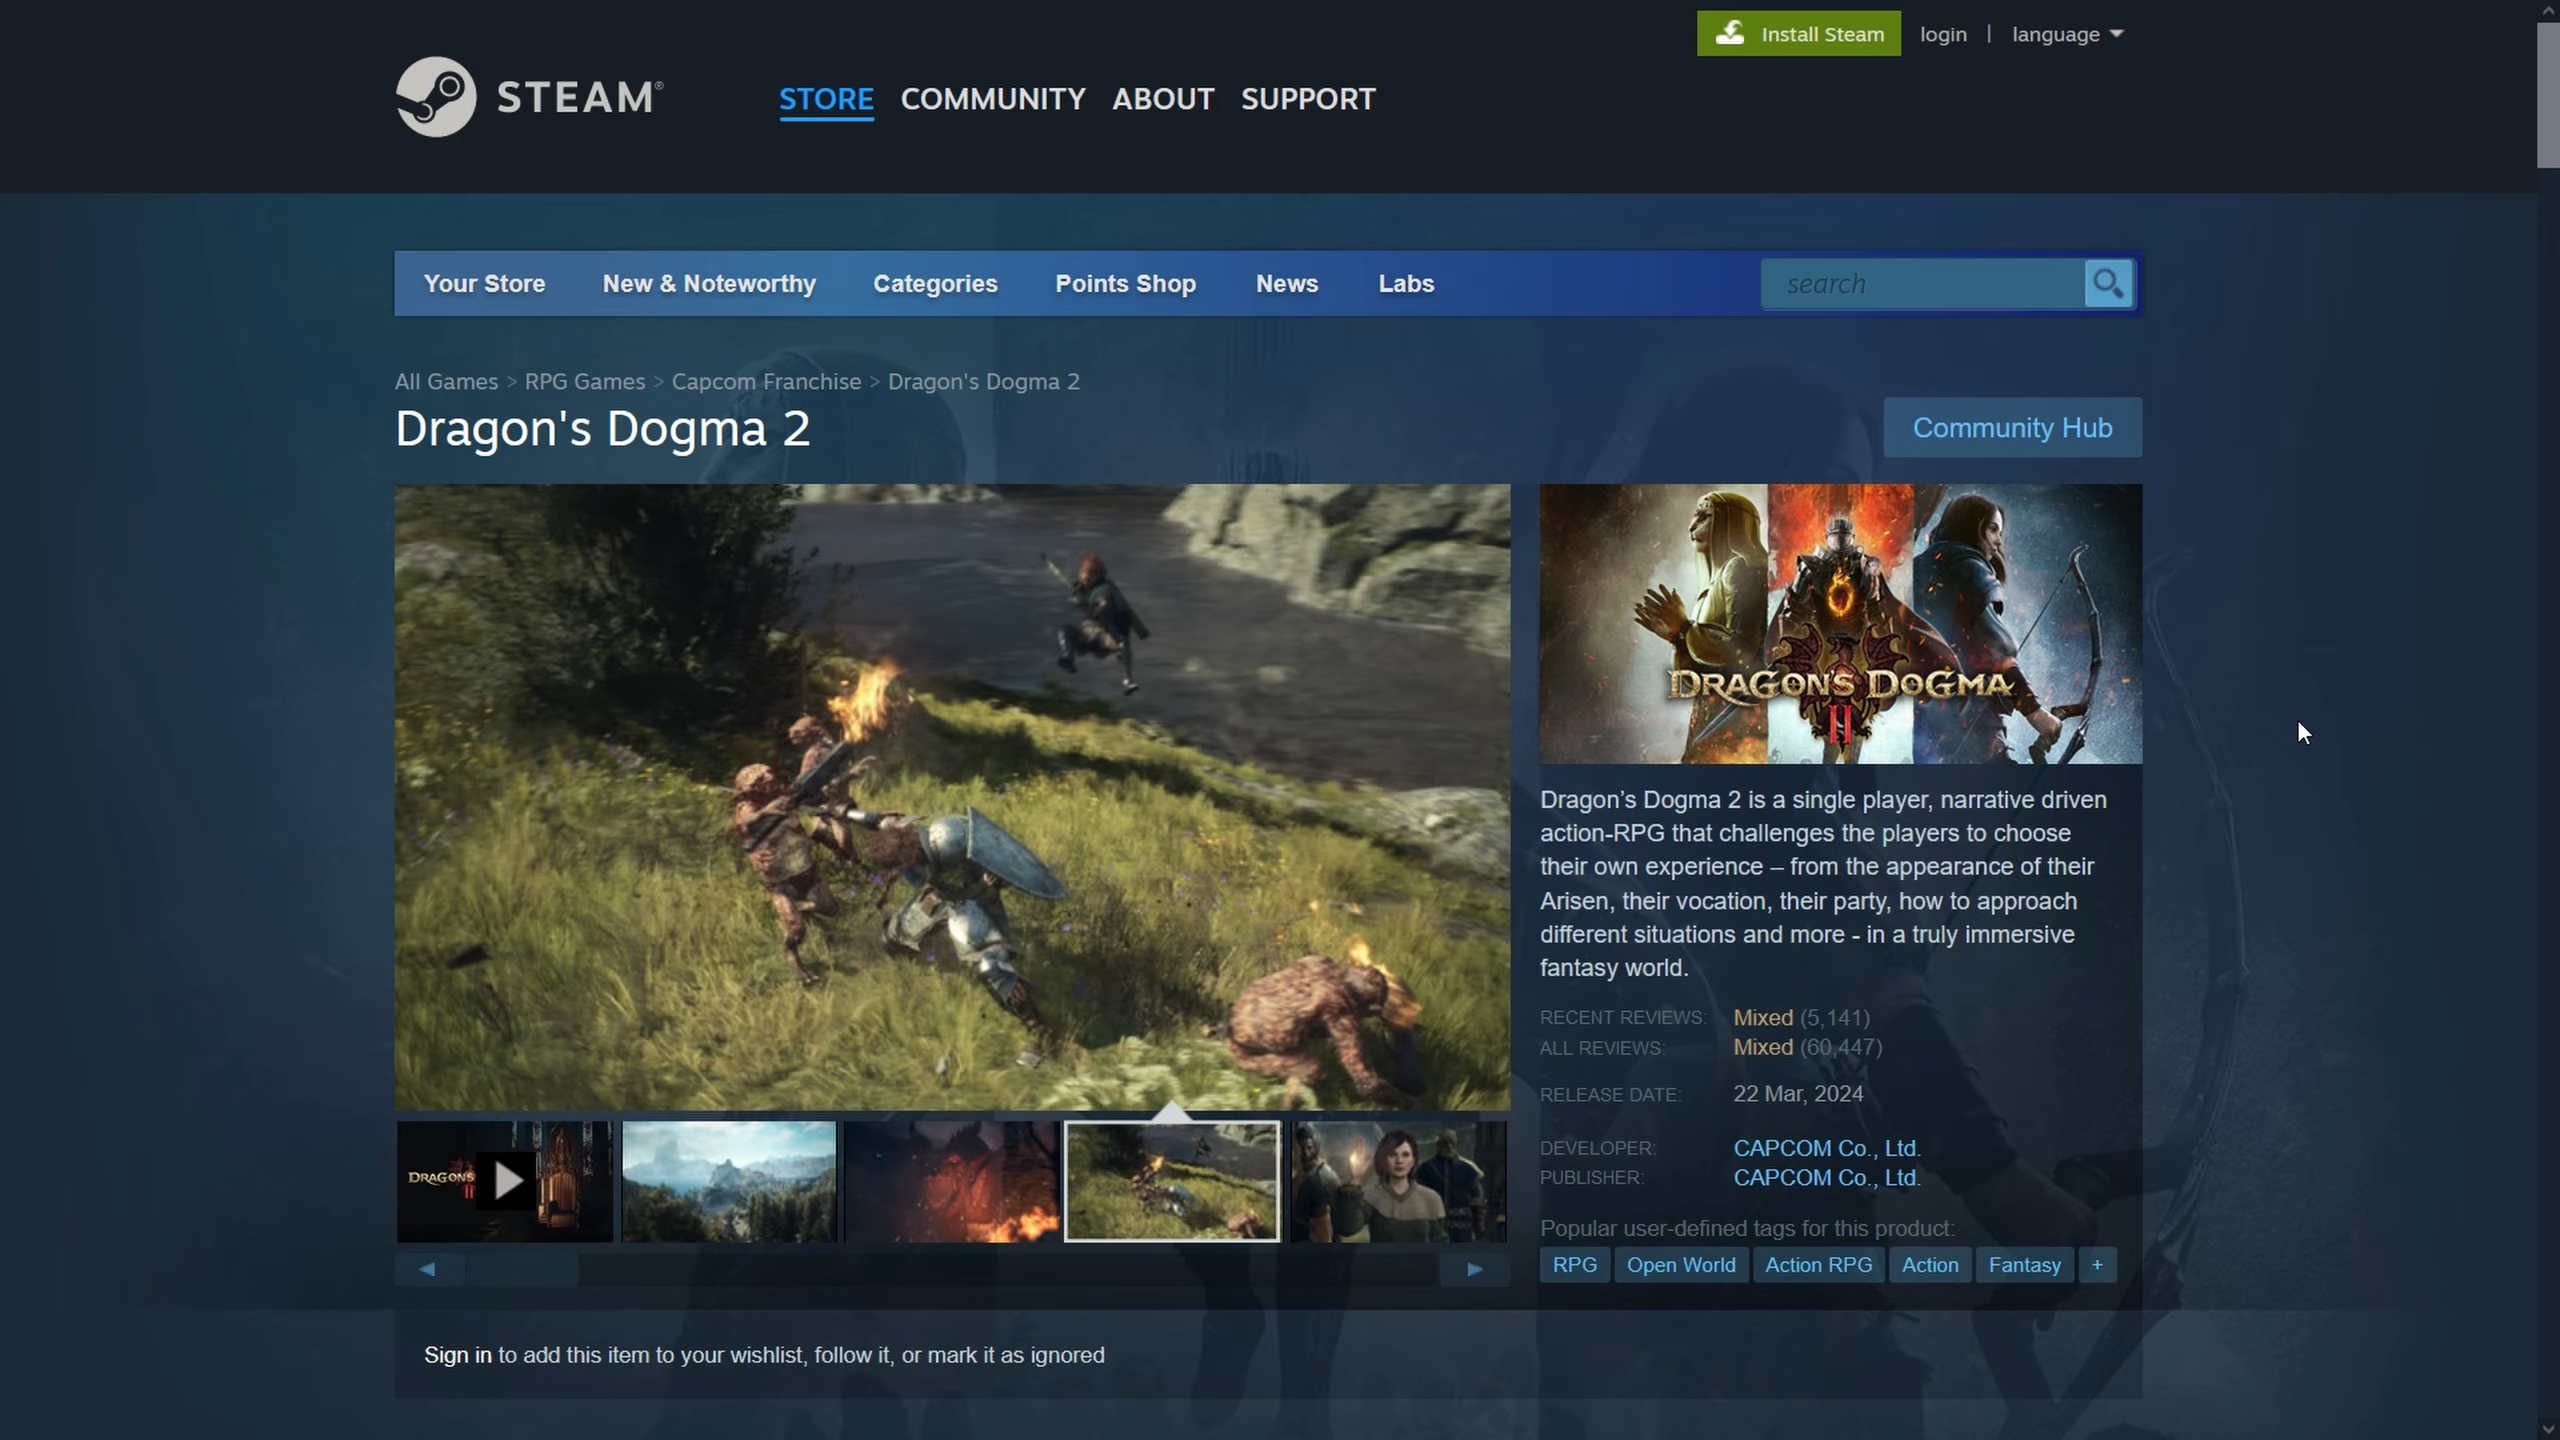 Install Steam
login | language
STEAM®
STORE COMMUNITY ABOUT SUPPORT
Your Store New & Noteworthy Categories Points Shop News Labs
search
All Games > RPG Games > Capcom Franchise > Dragon's Dogma 2
Dragon's Dogma 2
Community Hub
DRAGON'S DOGMA
II
Dragon’s Dogma 2 is a single player, narrative driven
action-RPG that challenges the players to choose
their own experience – from the appearance of their
Arisen, their vocation, their party, how to approach
different situations and more - in a truly immersive
fantasy world.
RECENT REVIEWS: Mixed (5,141)
ALL REVIEWS: Mixed (60,447)
RELEASE DATE: 22 Mar, 2024
DEVELOPER: CAPCOM Co., Ltd.
PUBLISHER: CAPCOM Co., Ltd.
Popular user-defined tags for this product:
RPG Open World Action RPG Action Fantasy +
DRAGON'S
II
Sign in to add this item to your wishlist, follow it, or mark it as ignored